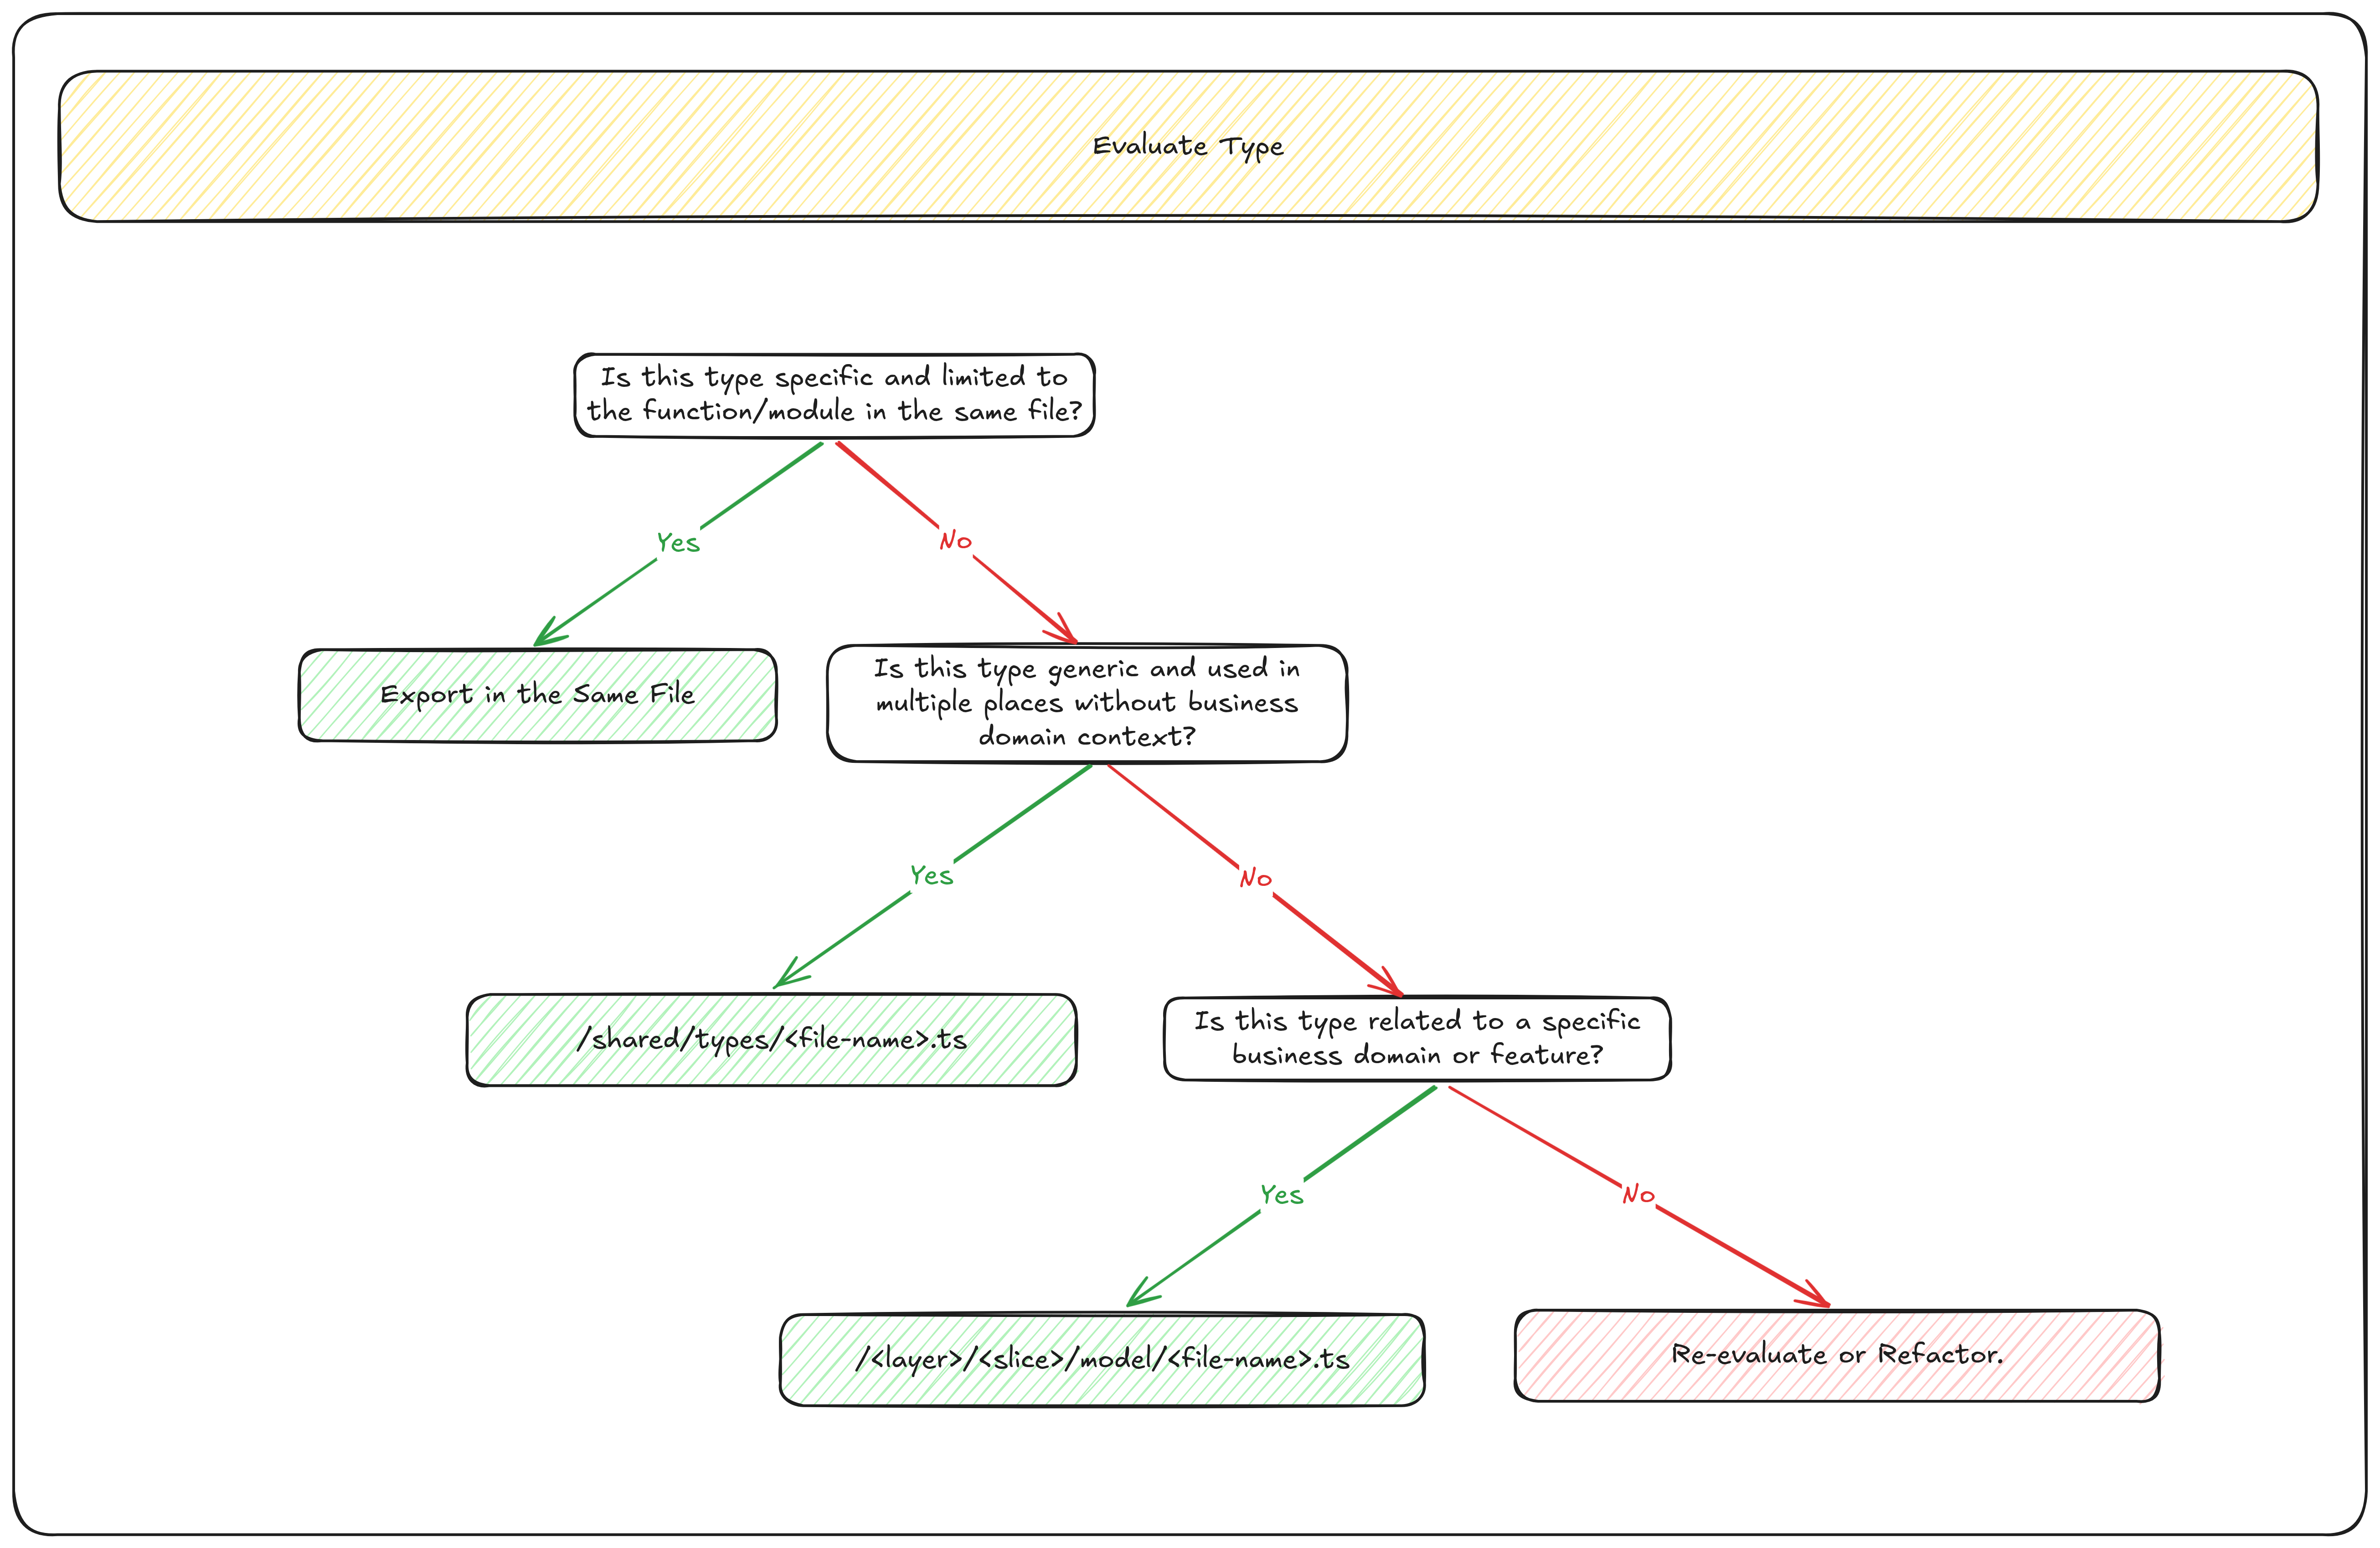 Evaluate Type
Is this type specific and limited to
the function/module in the same file?
Yes
No
Export in the Same File
Is this type generic and used in
multiple places without business
domain context?
Yes
No
/shared/types/<file-name>.ts
Is this type related to a specific
business domain or feature?
Yes
No
/<layer>/<slice>/model/<file-name>.ts
Re-evaluate or Refactor.